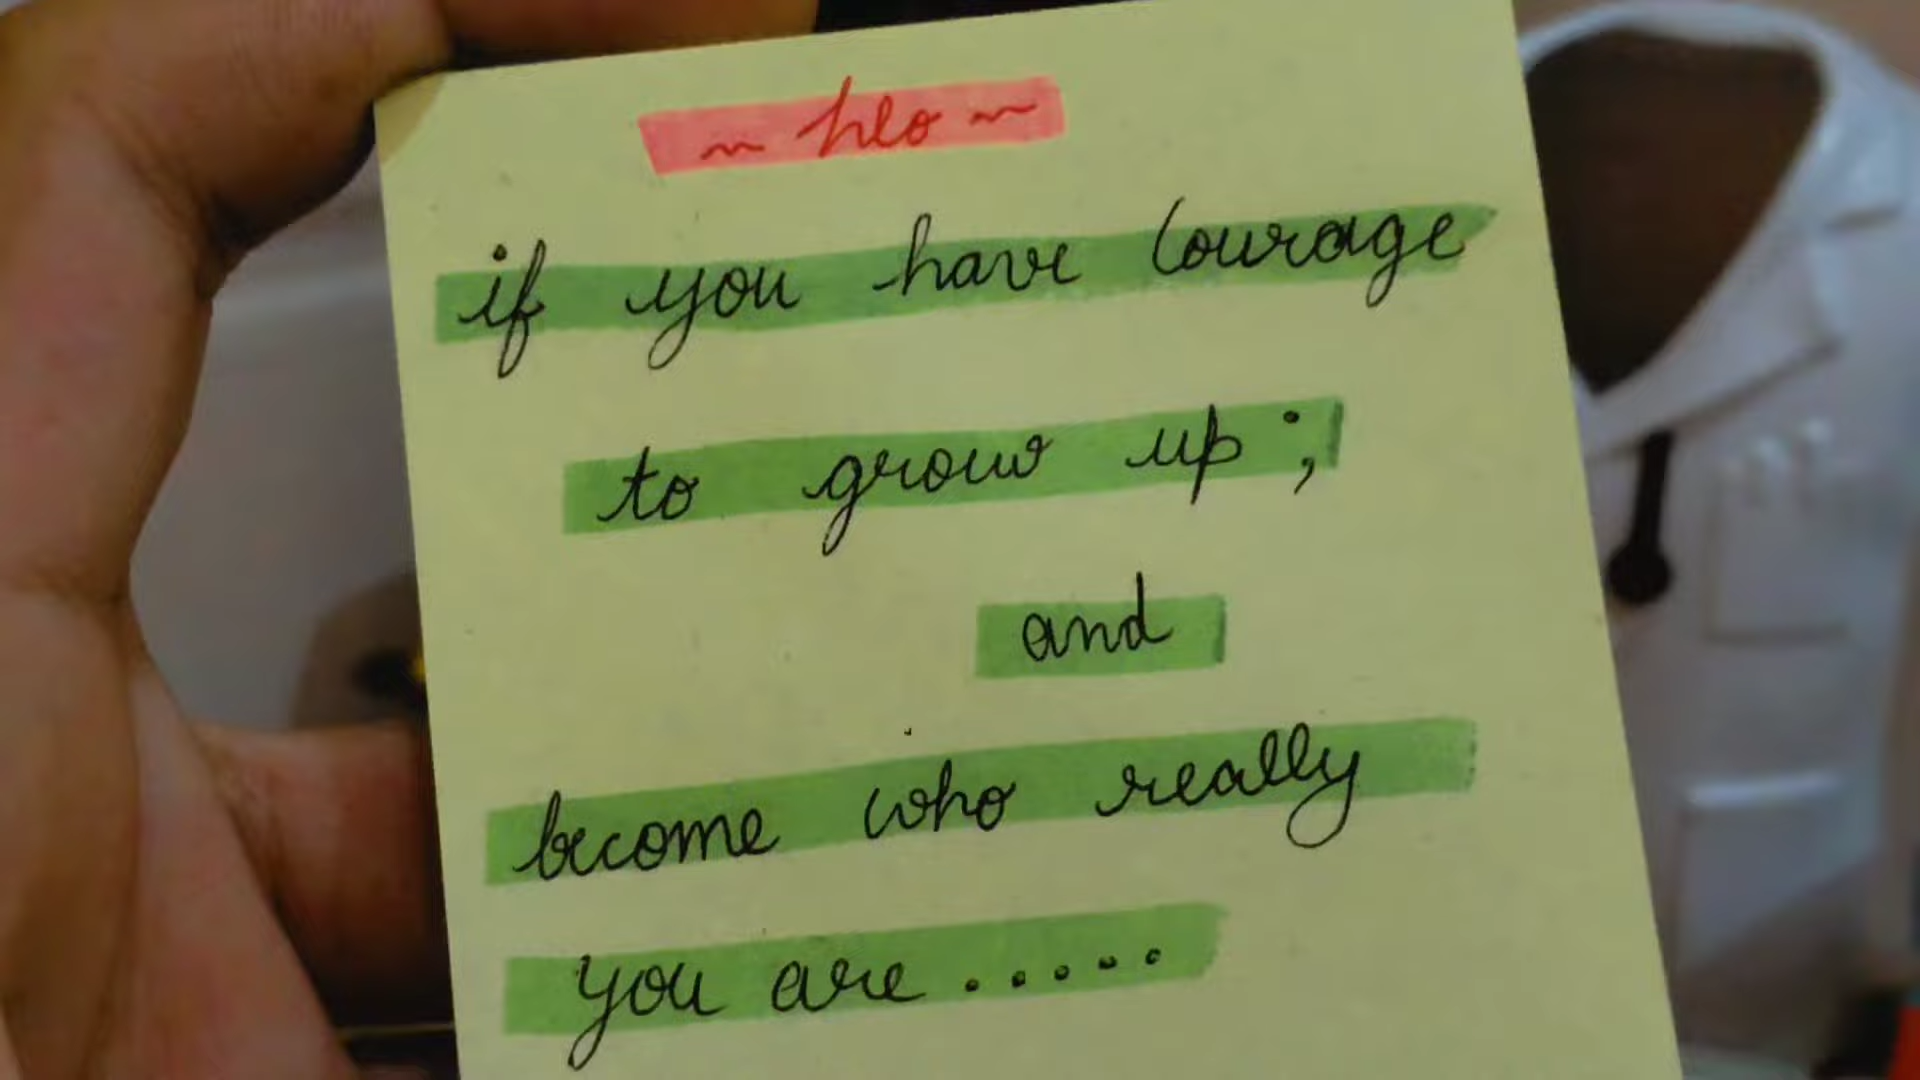 ~ hlo ~
if you have Courage
to grow up ;
and
become who really
you are .....